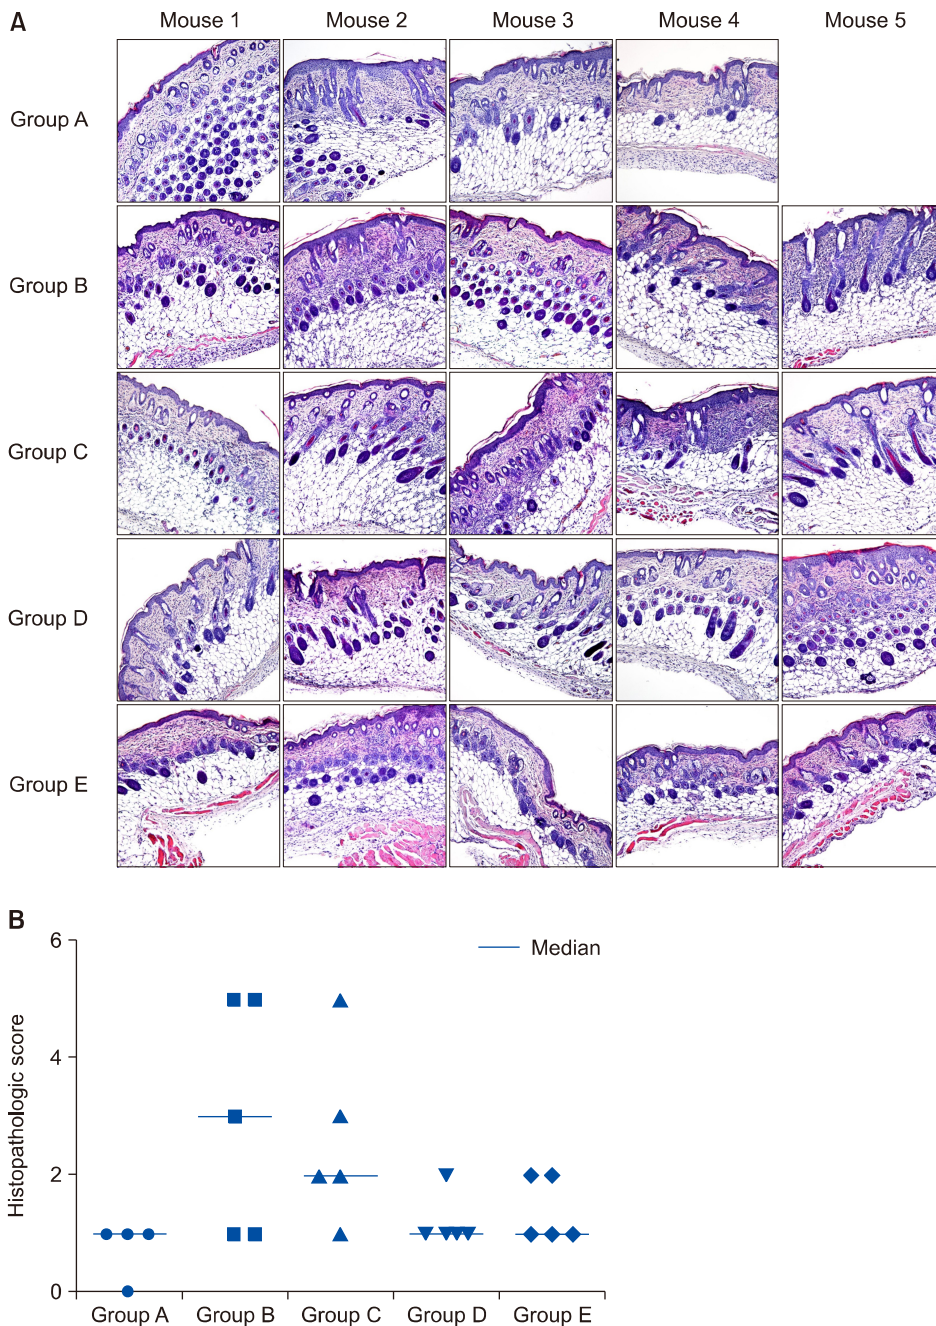 A
Mouse 1 Mouse 2 Mouse 3 Mouse 4 Mouse 5
Group A
Group B
Group C
Group D
Group E
B
Median
Histopathologic score
6
4
2
0
Group A Group B Group C Group D Group E